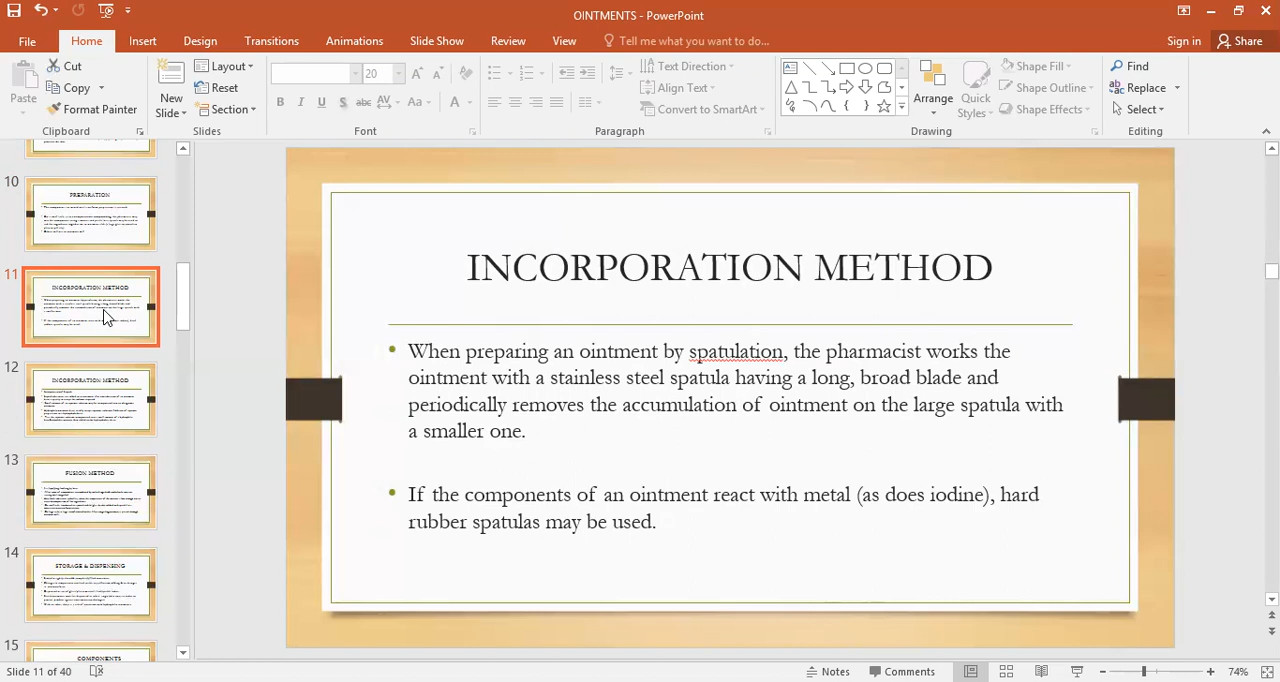 OINTMENTS - PowerPoint
File Home Insert Design Transitions Animations Slide Show Review View Tell me what you want to do... Sign in Share
Paste Cut Copy Format Painter
New Slide Layout Reset Section
20
B I U S abc AV Aa A
Text Direction Align Text Convert to SmartArt
Arrange Quick Styles Shape Fill Shape Outline Shape Effects
Find Replace Select
Clipboard Slides Font Paragraph Drawing Editing
10
PREPARATION
11
INCORPORATION METHOD
12
INCORPORATION METHOD
13
FUSION METHOD
14
STORAGE & DISPENSING
15
COMPONENTS
INCORPORATION METHOD
• When preparing an ointment by spatulation, the pharmacist works the
ointment with a stainless steel spatula having a long, broad blade and
periodically removes the accumulation of ointment on the large spatula with
a smaller one.
• If the components of an ointment react with metal (as does iodine), hard
rubber spatulas may be used.
Slide 11 of 40 Notes Comments 74%